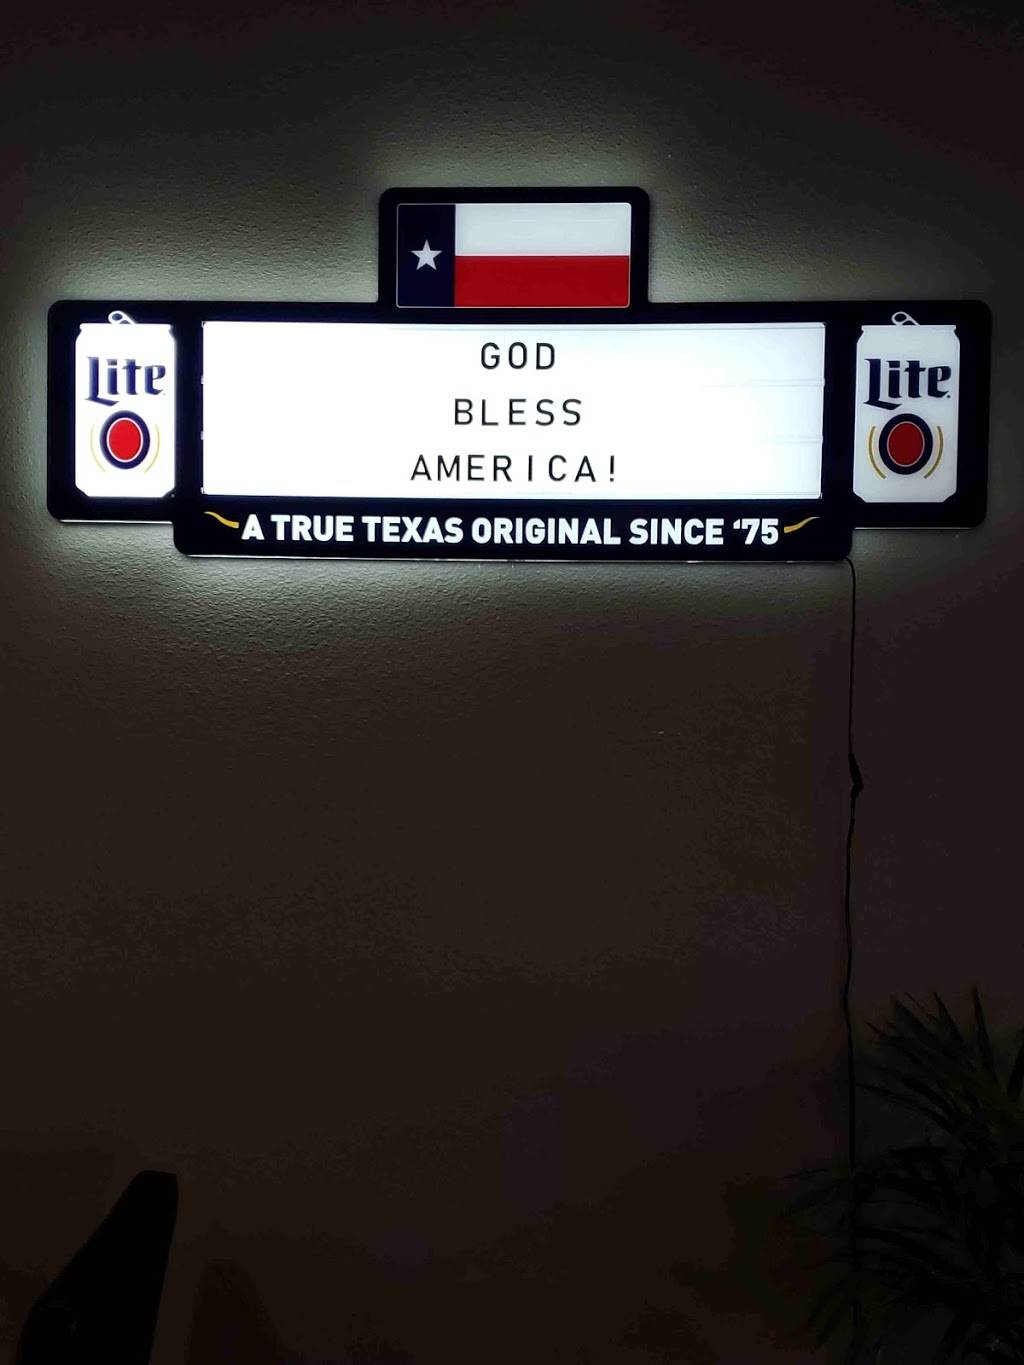 GOD
BLESS
AMERICA!
Lite
Lite
A TRUE TEXAS ORIGINAL SINCE ‘75